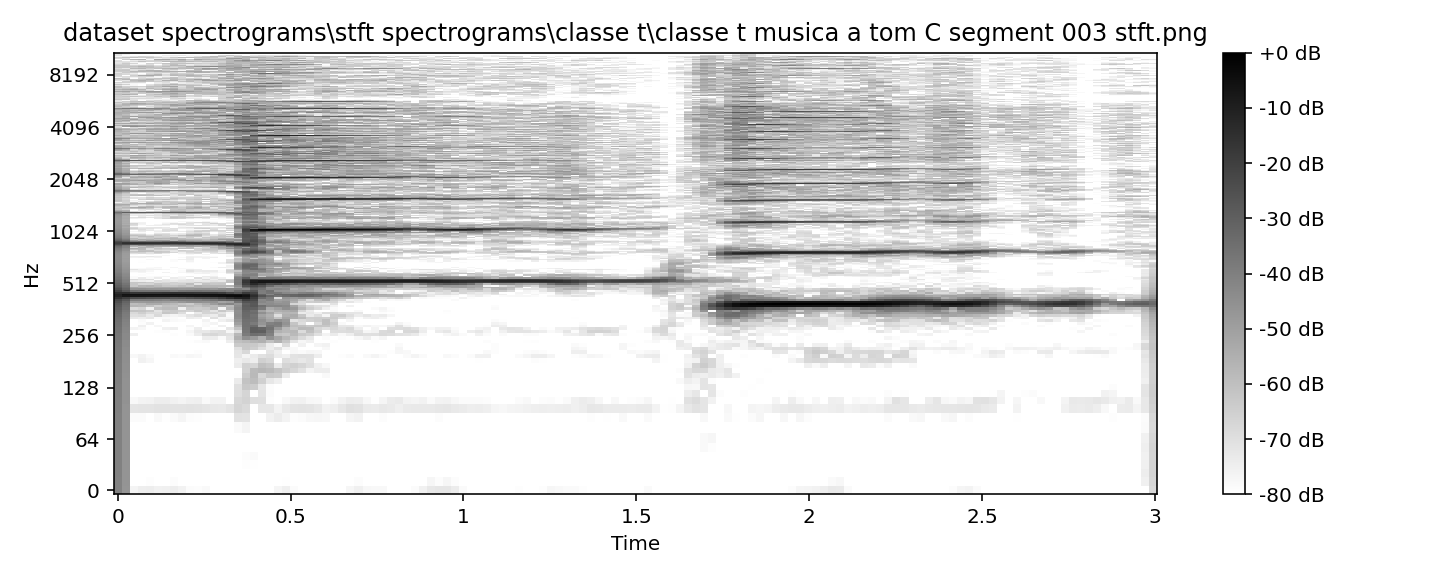 dataset spectrograms\stft spectrograms\classe t\classe t musica a tom C segment 003 stft.png
8192
4096
2048
1024
512
256
128
64
0
Hz
0
0.5
1
1.5
2
2.5
3
Time
+0 dB
-10 dB
-20 dB
-30 dB
-40 dB
-50 dB
-60 dB
-70 dB
-80 dB